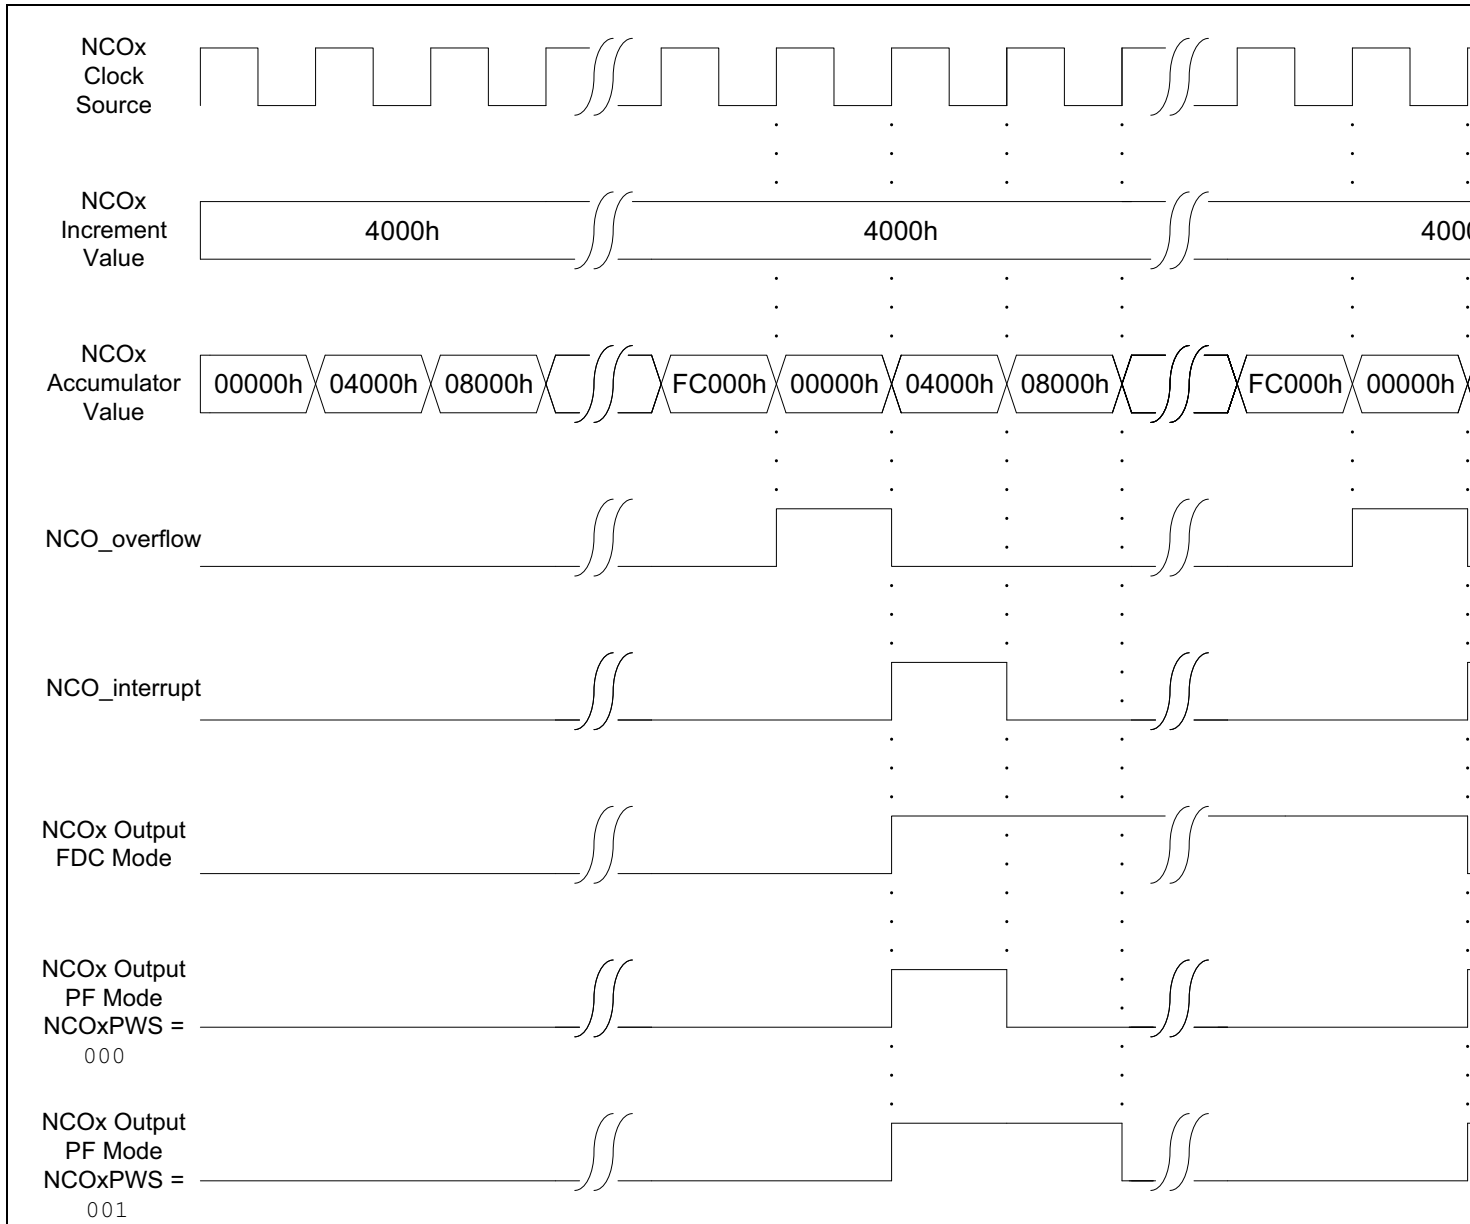 NCOx
Clock
Source
NCOx
Increment
Value
4000h
4000h
400
NCOx
Accumulator
Value
00000h
04000h
08000h
FC000h
00000h
04000h
08000h
FC000h
00000h
NCO_overflow
NCO_interrupt
NCOx Output
FDC Mode
NCOx Output
PF Mode
NCOxPWS =
000
NCOx Output
PF Mode
NCOxPWS =
001